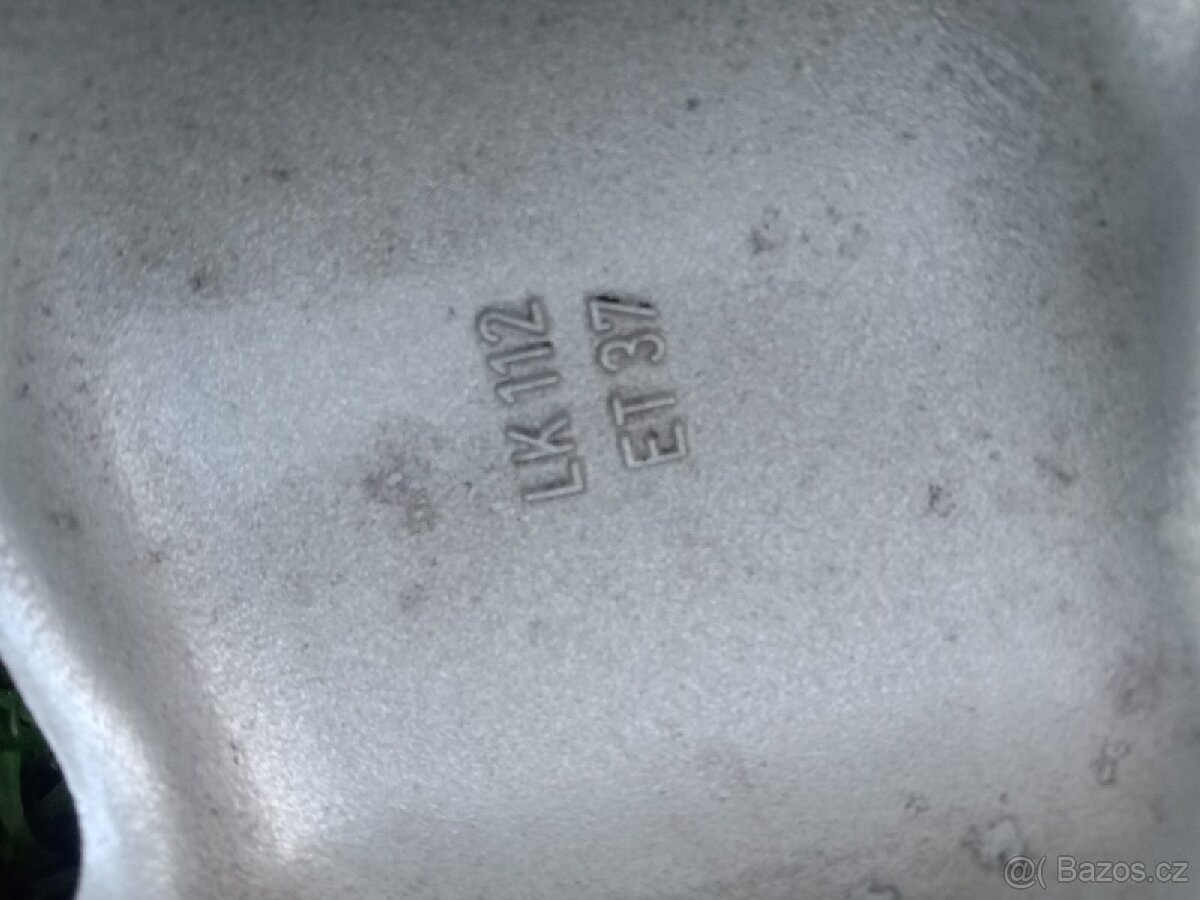 LK 112
ET 37
@( Bazos.cz